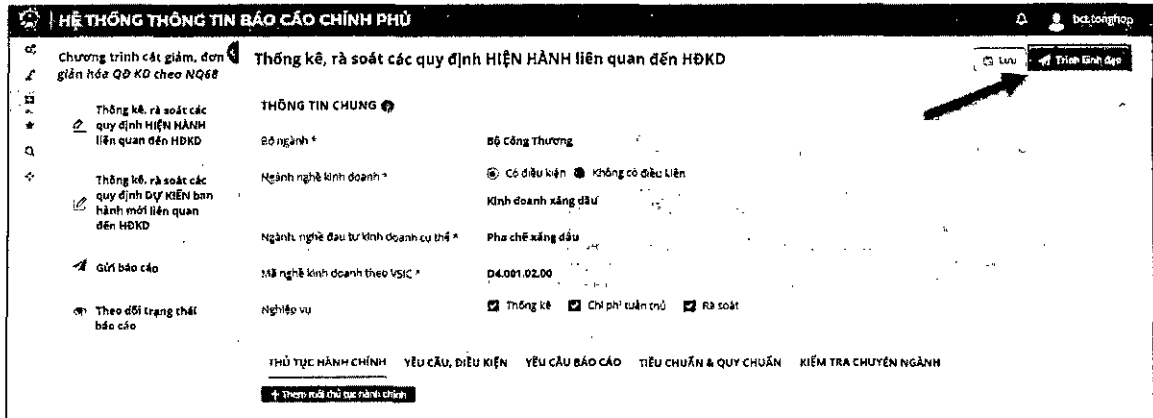 HỆ THỐNG THÔNG TIN BÁO CÁO CHÍNH PHỦ
bct.tonghop
Chương trình cắt giảm, đơn
giản hóa QĐ KD theo NQ68
Thống kê, rà soát các
quy định HIỆN HÀNH
liên quan đến HĐKD
Thống kê, rà soát các
quy định DỰ KIẾN ban
hành mới liên quan
đến HĐKD
Gửi báo cáo
Theo dõi trạng thái
báo cáo
Thống kê, rà soát các quy định HIỆN HÀNH liên quan đến HĐKD
Lưu
Trình lãnh đạo
THÔNG TIN CHUNG
Bộ ngành *
Bộ Công Thương
Ngành nghề kinh doanh *
Có điều kiện
Không có điều kiện
Kinh doanh xăng dầu
Ngành, nghề đầu tư kinh doanh cụ thể *
Pha chế xăng dầu
Mã nghề kinh doanh theo VSIC *
D4.001.02.00
Nghiệp vụ
Thống kê
Chi phí tuân thủ
Rà soát
THỦ TỤC HÀNH CHÍNH
YÊU CẦU, ĐIỀU KIỆN
YÊU CẦU BÁO CÁO
TIÊU CHUẨN & QUY CHUẨN
KIỂM TRA CHUYÊN NGÀNH
+ Thêm mới thủ tục hành chính